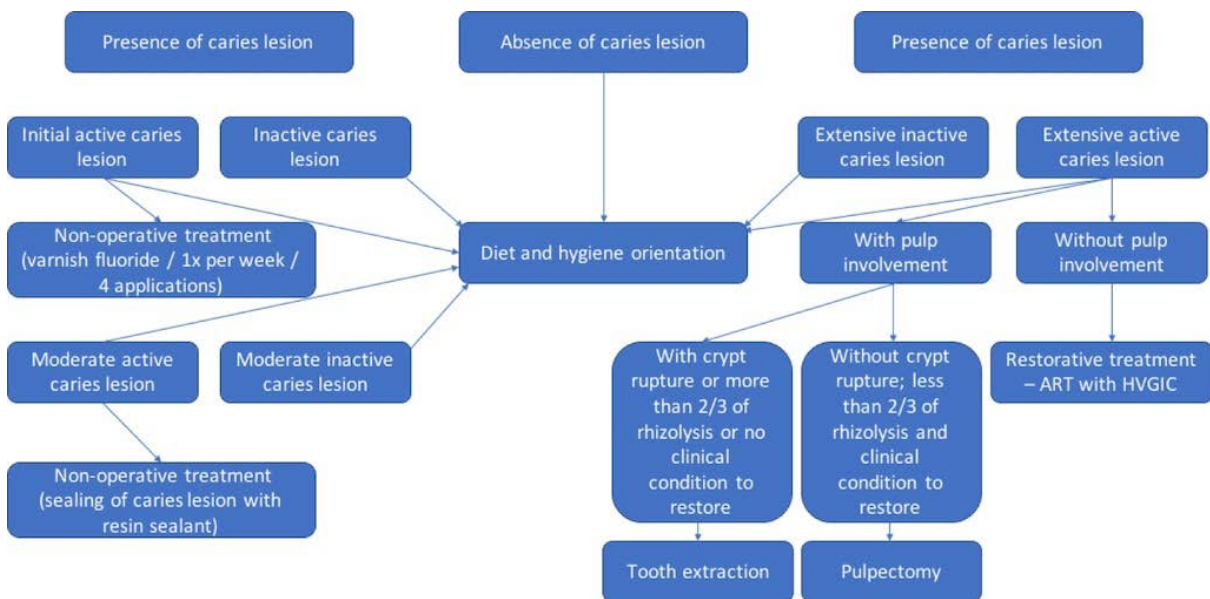 Presence of caries lesion
Absence of caries lesion
Presence of caries lesion
Initial active caries
lesion
Inactive caries
lesion
Extensive inactive
caries lesion
Extensive active
caries lesion
Non-operative treatment
(varnish fluoride / 1x per week /
4 applications)
Diet and hygiene orientation
With pulp
involvement
Without pulp
involvement
Moderate active
caries lesion
Moderate inactive
caries lesion
With crypt
rupture or more
than 2/3 of
rhizolysis or no
clinical
condition to
restore
Without crypt
rupture; less
than 2/3 of
rhizolysis and
clinical
condition to
restore
Restorative treatment
– ART with HVGIC
Non-operative treatment
(sealing of caries lesion with
resin sealant)
Tooth extraction
Pulpectomy